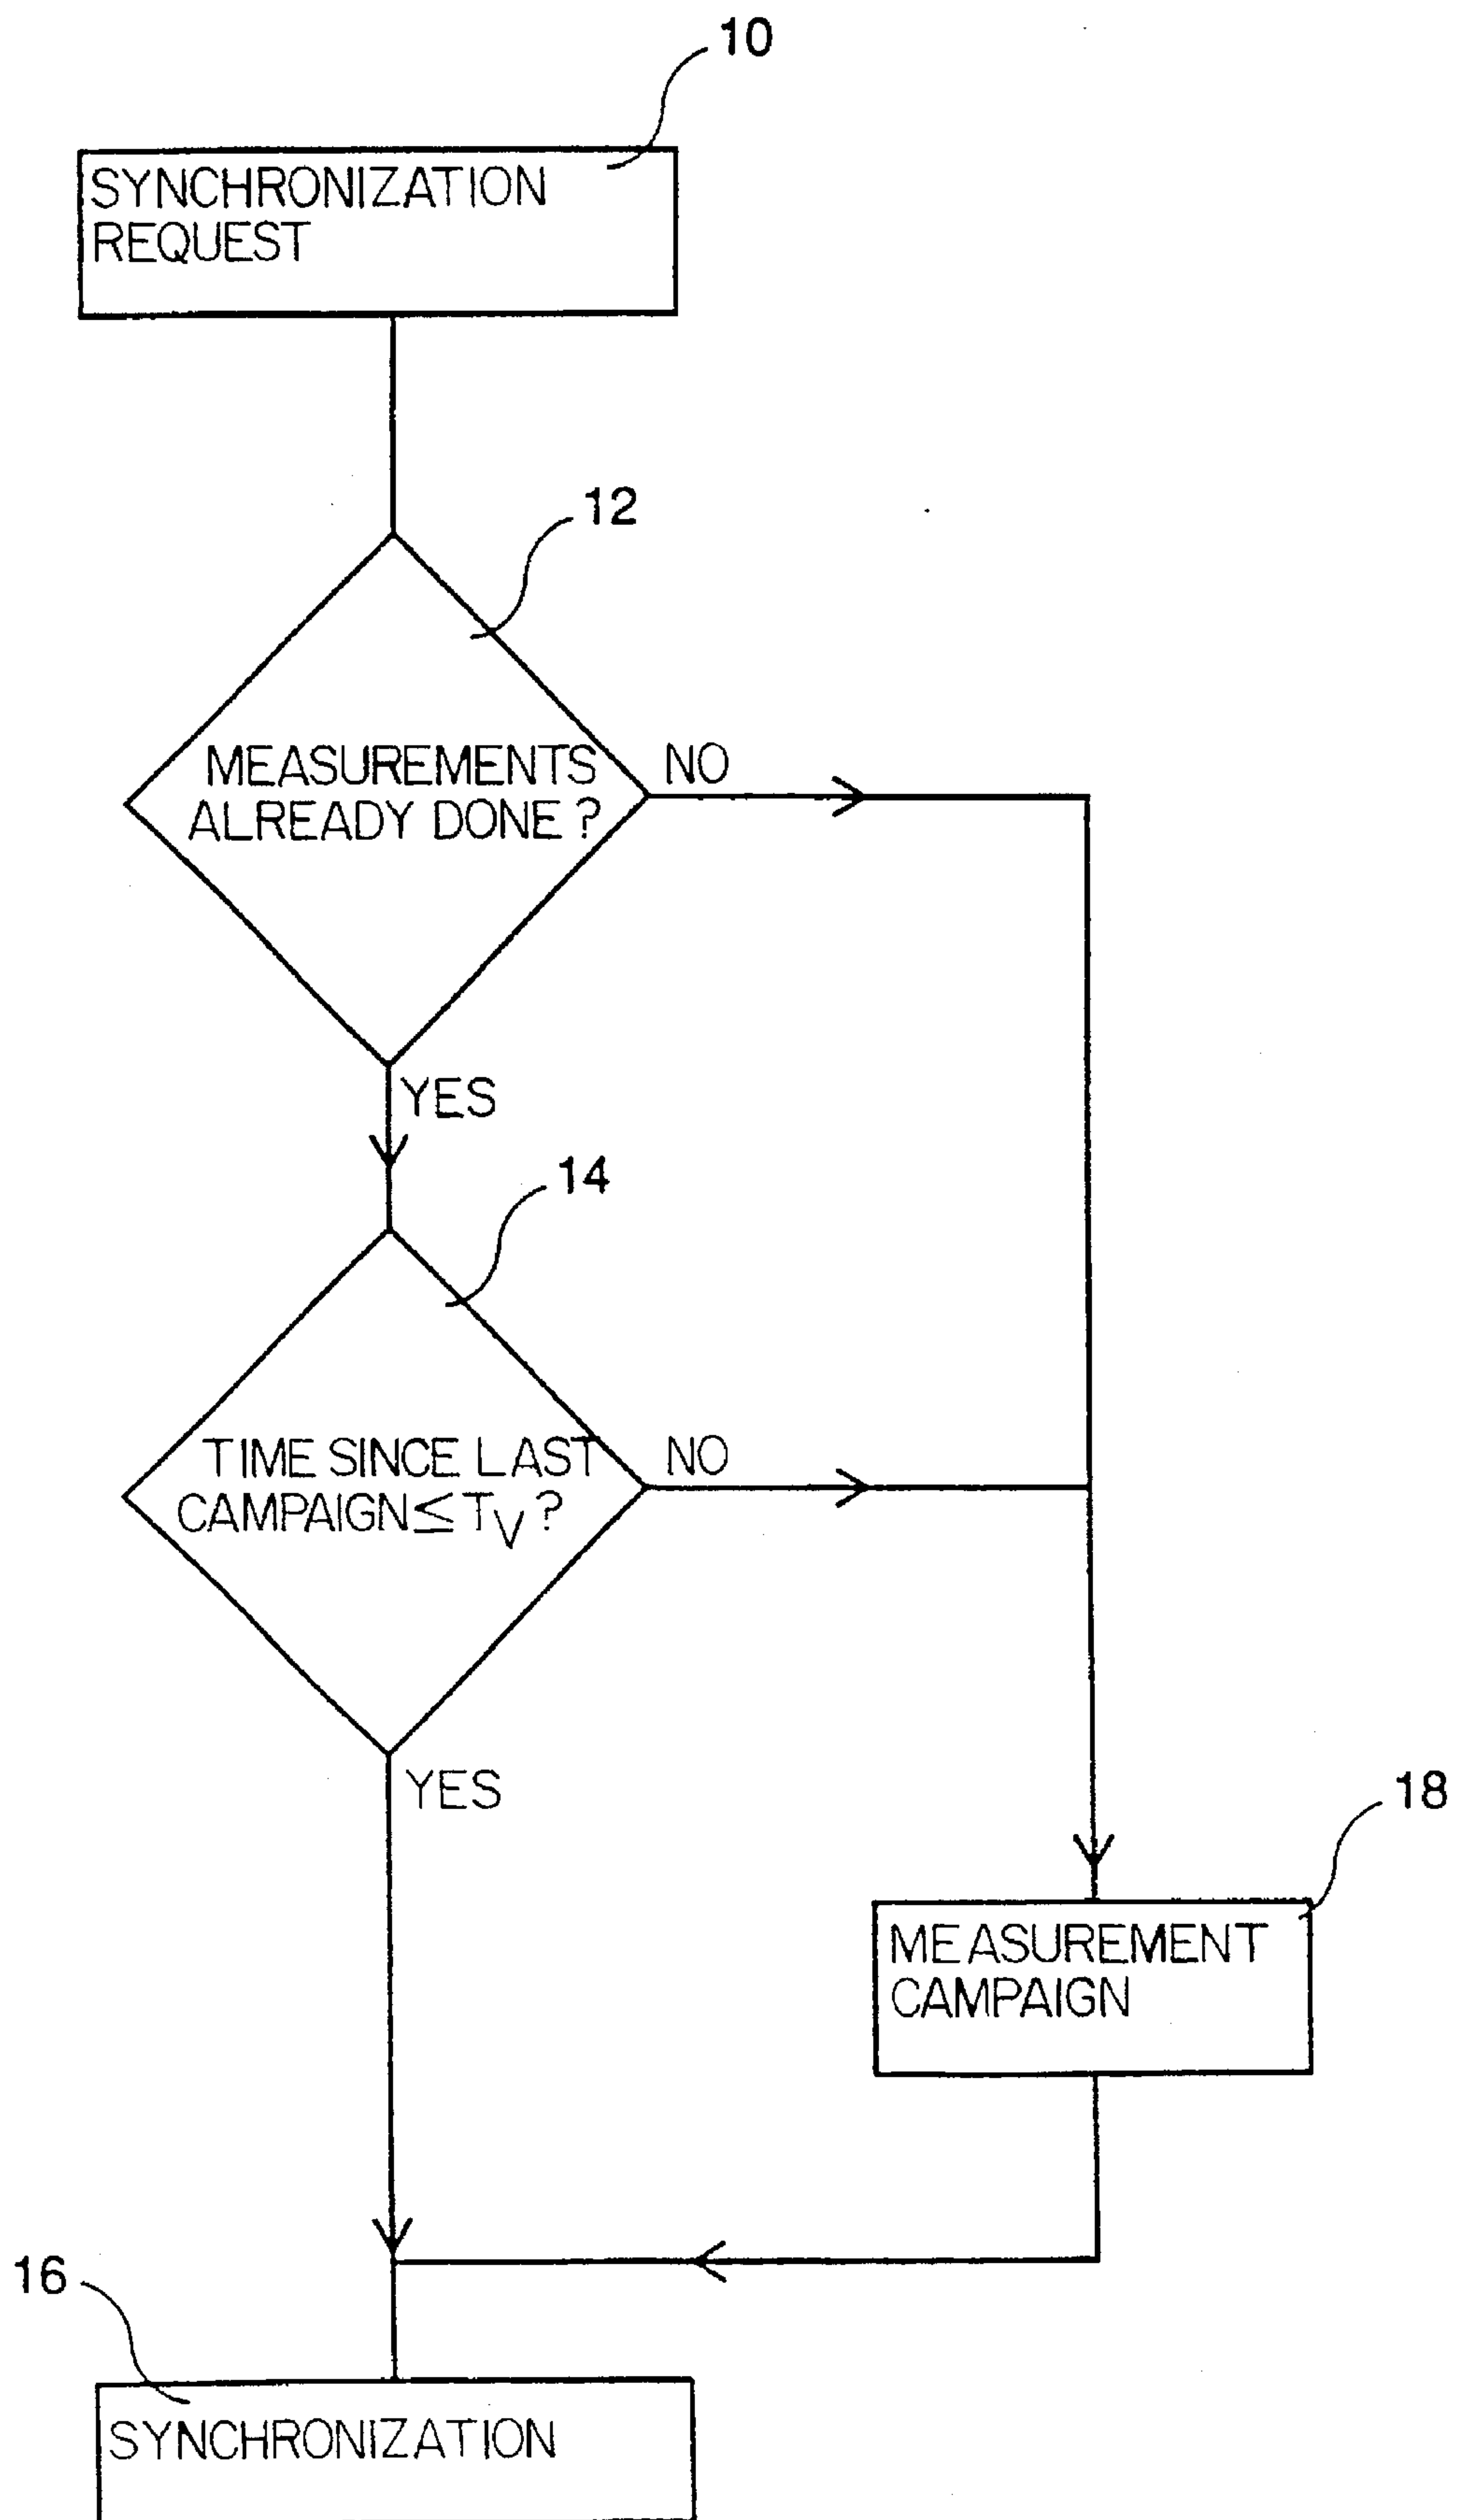 10
SYNCHRONIZATION
REQUEST
12
MEASUREMENTS
ALREADY DONE?
NO
YES
14
TIME SINCE LAST
CAMPAIGN≤TV?
NO
YES
18
MEASUREMENT
CAMPAIGN
16
SYNCHRONIZATION